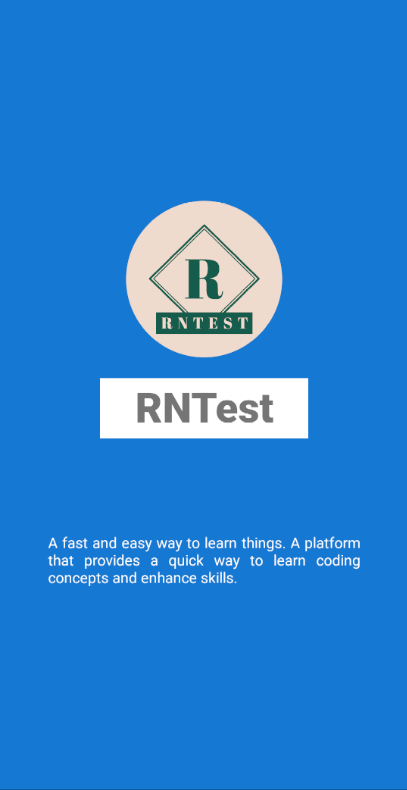 R
RNTEST
RNTest
A fast and easy way to learn things. A platform
that provides a quick way to learn coding
concepts and enhance skills.